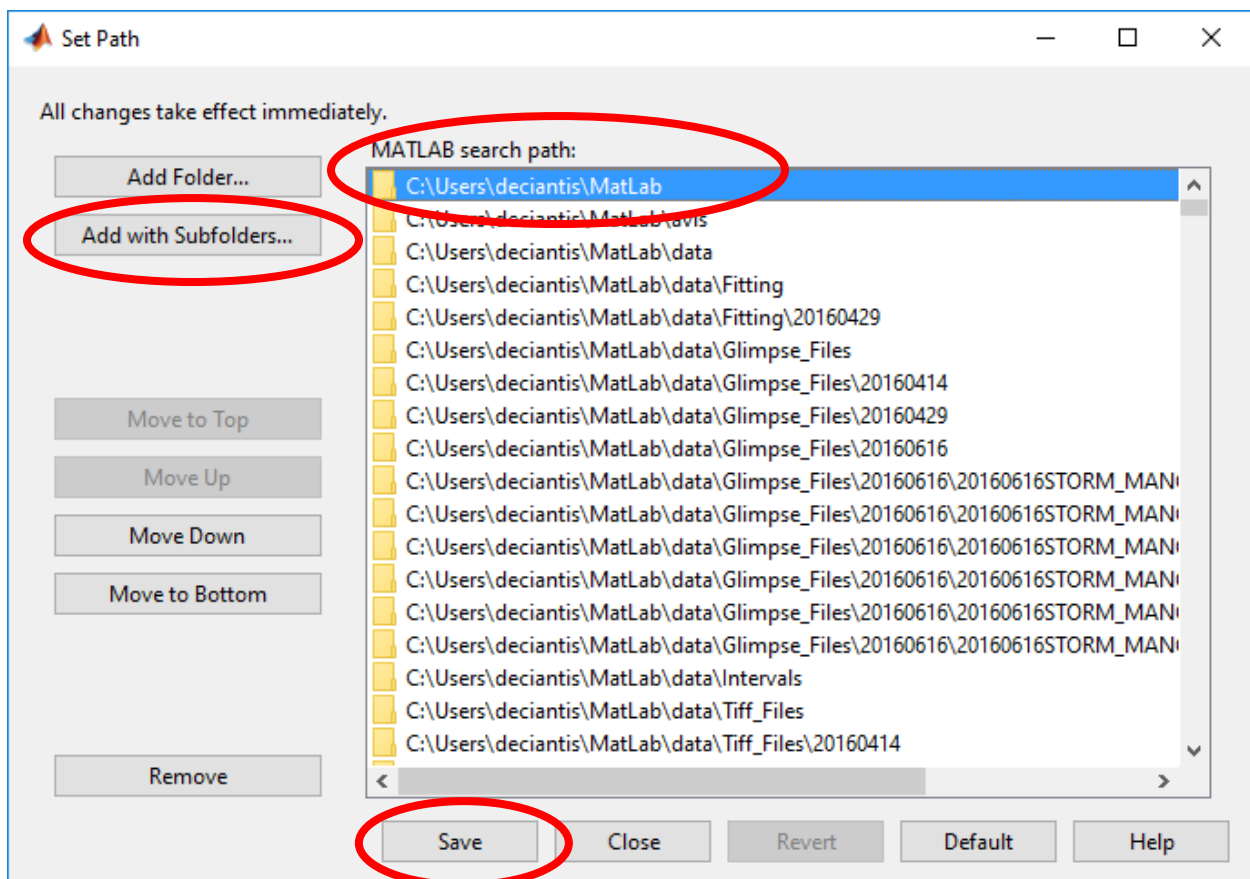 Set Path
All changes take effect immediately.
MATLAB search path:
Add Folder...
Add with Subfolders...
Move to Top
Move Up
Move Down
Move to Bottom
Remove
C:\Users\deciantis\MatLab
C:\Users\deciantis\MatLab\avis
C:\Users\deciantis\MatLab\data
C:\Users\deciantis\MatLab\data\Fitting
C:\Users\deciantis\MatLab\data\Fitting\20160429
C:\Users\deciantis\MatLab\data\Glimpse_Files
C:\Users\deciantis\MatLab\data\Glimpse_Files\20160414
C:\Users\deciantis\MatLab\data\Glimpse_Files\20160429
C:\Users\deciantis\MatLab\data\Glimpse_Files\20160616
C:\Users\deciantis\MatLab\data\Glimpse_Files\20160616\20160616STORM_MAN
C:\Users\deciantis\MatLab\data\Glimpse_Files\20160616\20160616STORM_MAN
C:\Users\deciantis\MatLab\data\Glimpse_Files\20160616\20160616STORM_MAN
C:\Users\deciantis\MatLab\data\Glimpse_Files\20160616\20160616STORM_MAN
C:\Users\deciantis\MatLab\data\Glimpse_Files\20160616\20160616STORM_MAN
C:\Users\deciantis\MatLab\data\Glimpse_Files\20160616\20160616STORM_MAN
C:\Users\deciantis\MatLab\data\Intervals
C:\Users\deciantis\MatLab\data\Tiff_Files
C:\Users\deciantis\MatLab\data\Tiff_Files\20160414
Save
Close
Revert
Default
Help